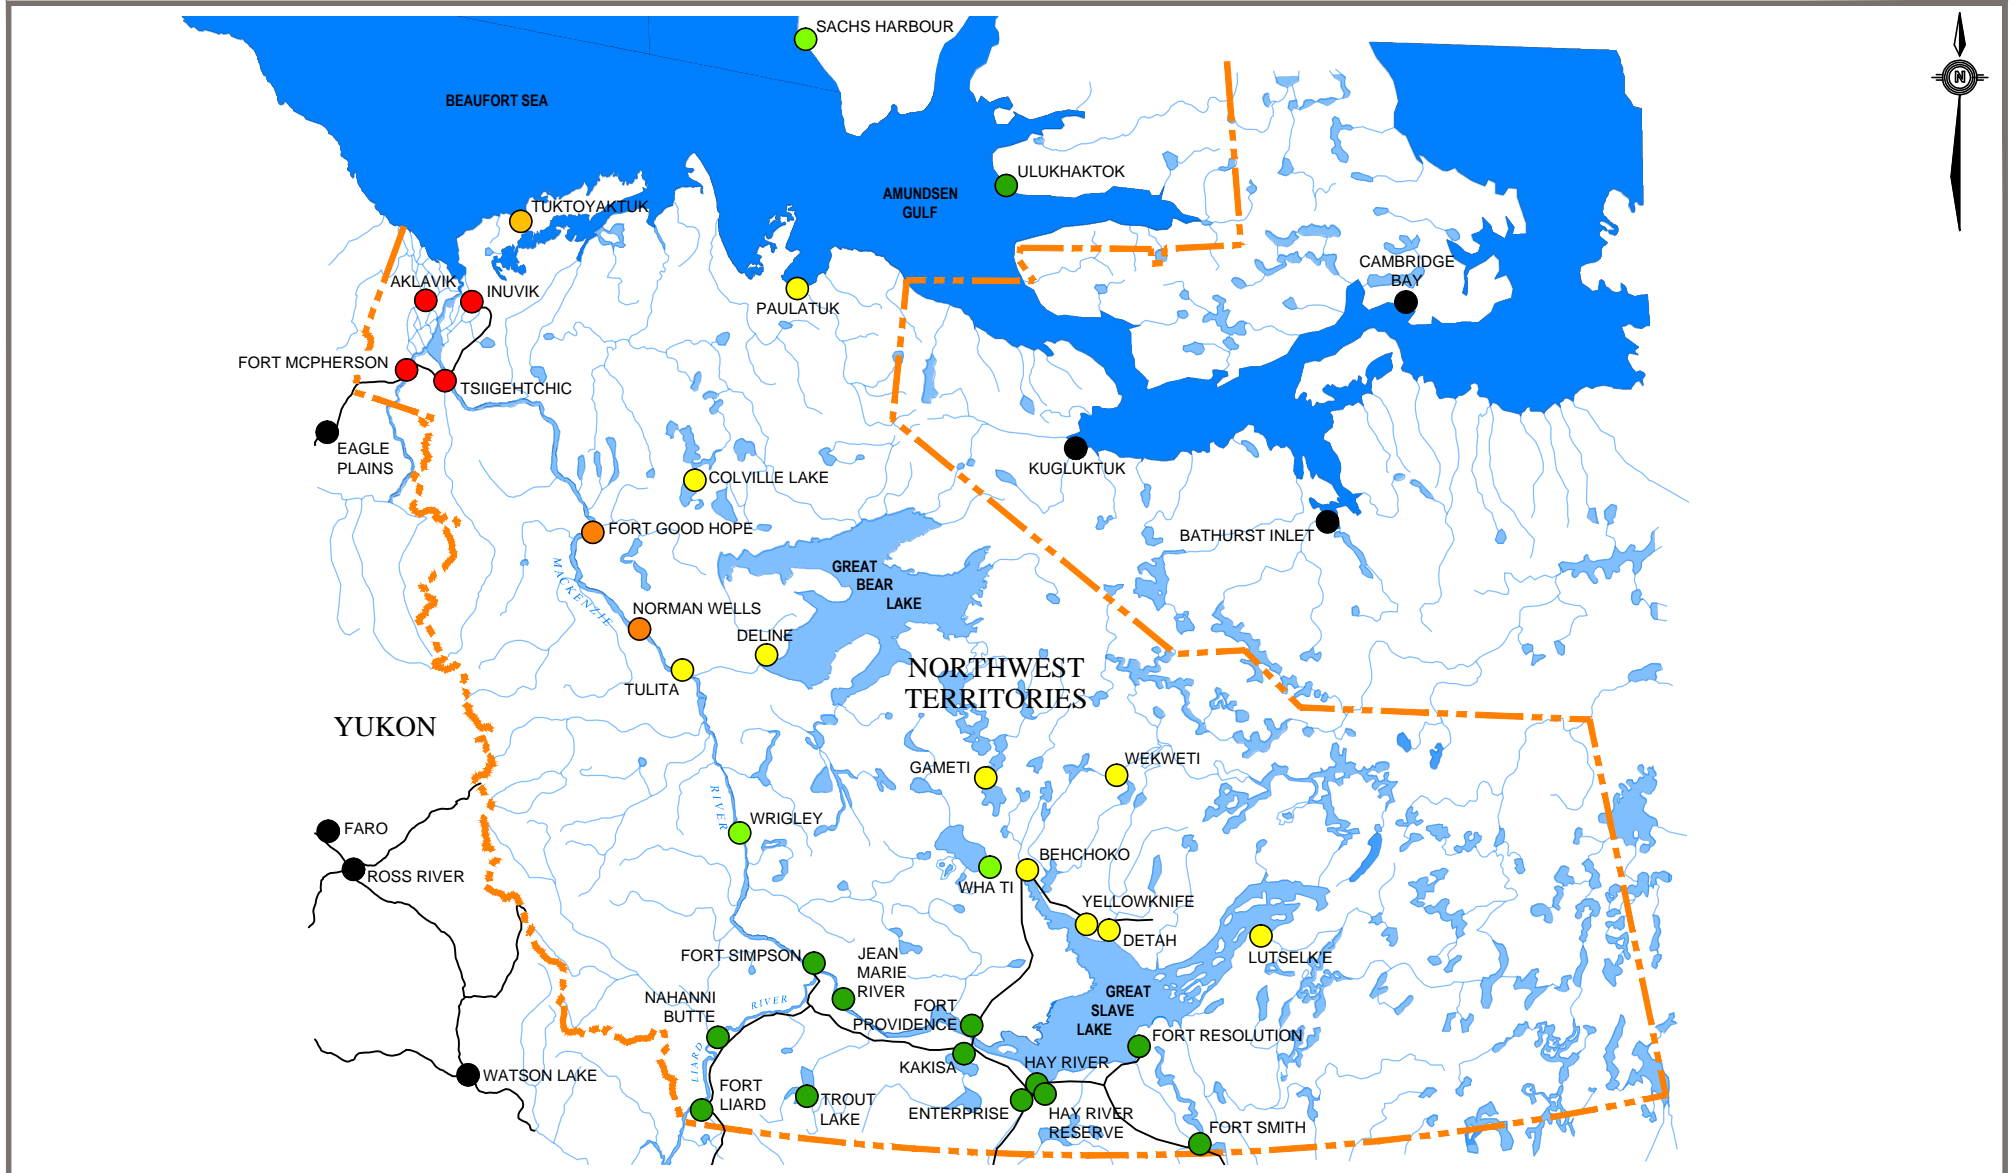 SACHS HARBOUR
N
BEAUFORT SEA
ULUKHAKTOK
AMUNDSEN
GULF
TUKTOYAKTUK
CAMBRIDGE
BAY
AKLAVIK
INUVIK
PAULATUK
FORT MCPHERSON
TSIIGEHTCHIC
EAGLE
PLAINS
KUGLUKTUK
COLVILLE LAKE
FORT GOOD HOPE
BATHURST INLET
GREAT
BEAR
LAKE
MACKENZIE
NORMAN WELLS
DELINE
TULITA
NORTHWEST
TERRITORIES
YUKON
GAMETI
WEKWETI
RIVER
WRIGLEY
FARO
ROSS RIVER
BEHCHOKO
WHA TI
YELLOWKNIFE
DETAH
LUTSELK'E
FORT SIMPSON
JEAN
MARIE
RIVER
NAHANNI
BUTTE
RIVER
FORT
PROVIDENCE
GREAT
SLAVE
LAKE
FORT RESOLUTION
LIARD
KAKISA
HAY RIVER
WATSON LAKE
FORT
LIARD
TROUT
LAKE
ENTERPRISE
HAY RIVER
RESERVE
FORT SMITH